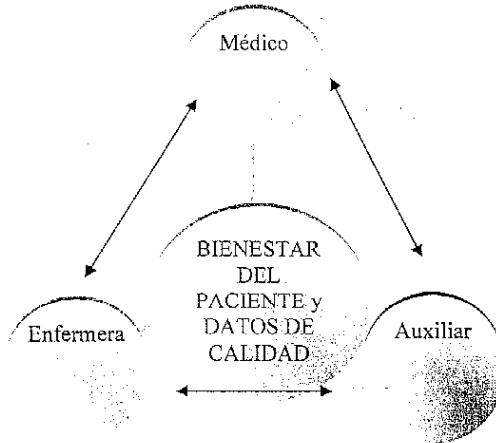 Médico
BIENESTAR
DEL
PACIENTE y
DATOS DE
CALIDAD
Enfermera
Auxiliar